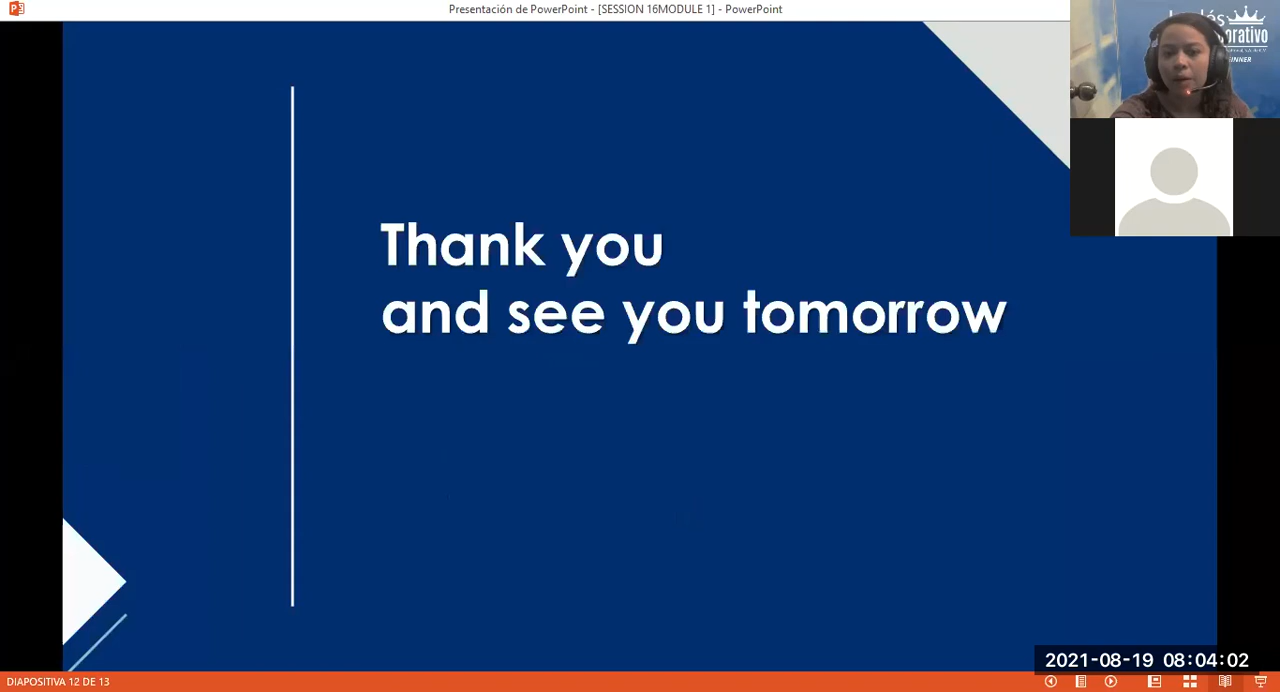 Presentación de PowerPoint - [SESSION 16MODULE 1] - PowerPoint
Thank you
and see you tomorrow
2021-08-19 08:04:02
DIAPOSITIVA 12 DE 13